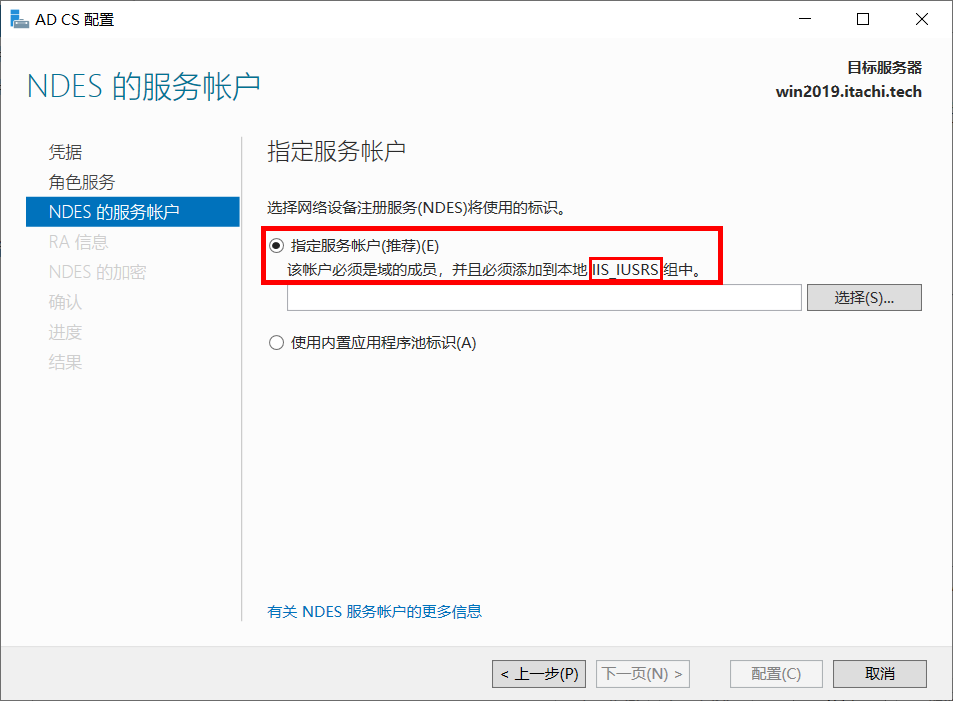 AD CS 配置
NDES 的服务帐户
目标服务器
win2019.itachi.tech
凭据
角色服务
NDES 的服务帐户
RA 信息
NDES 的加密
确认
进度
结果
指定服务帐户
选择网络设备注册服务(NDES)将使用的标识。
指定服务帐户(推荐)(E)
该帐户必须是域的成员，并且必须添加到本地 IIS_IUSRS 组中。
选择(S)...
使用内置应用程序池标识(A)
有关 NDES 服务帐户的更多信息
< 上一步(P)
下一页(N) >
配置(C)
取消